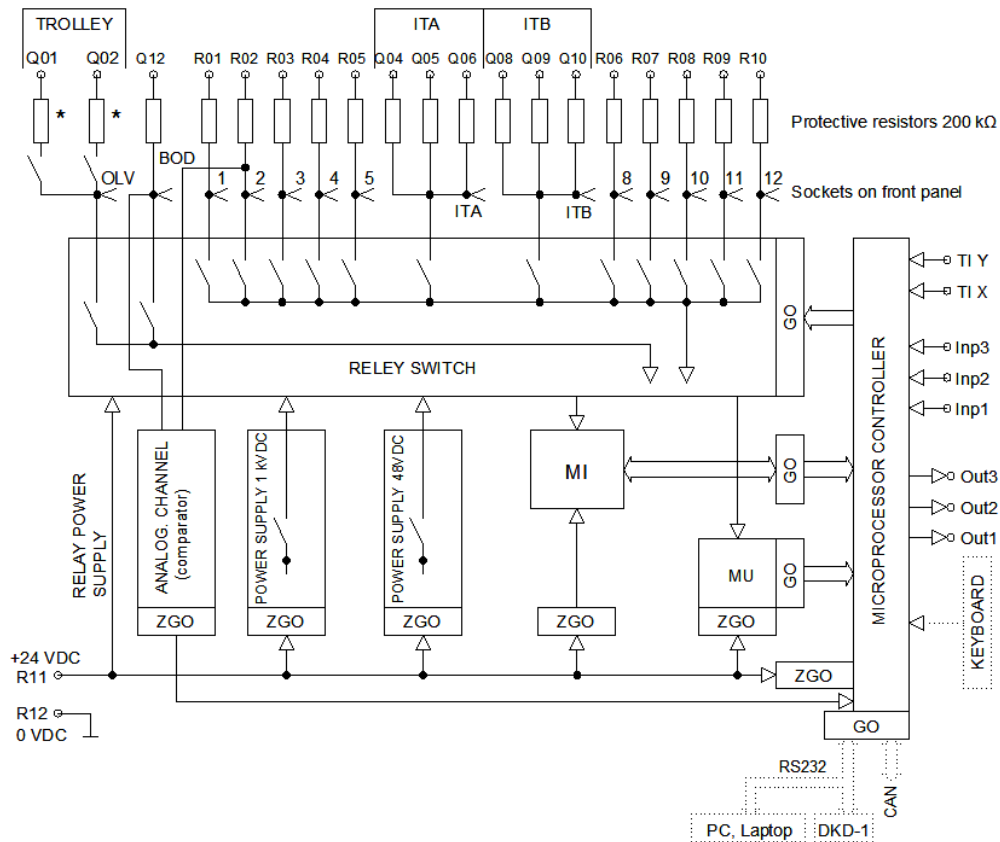 TROLLEY ITA ITB
Q01 Q02 Q12 R01 R02 R03 R04 R05 Q04 Q05 Q06 Q08 Q09 Q10 R06 R07 R08 R09 R10
* *
Protective resistors 200 kΩ
OLV BOD 1 2 3 4 5 ITA ITB 8 9 10 11 12
Sockets on front panel
RELEY SWITCH
GO
MICROPROCESSOR CONTROLLER
TI Y
TI X
Inp3
Inp2
Inp1
Out3
Out2
Out1
KEYBOARD
RELAY POWER
SUPPLY
ANALOG. CHANNEL
(comparator)
ZGO
POWER SUPPLY 1 kVDC
ZGO
POWER SUPPLY 48VDC
ZGO
MI
GO
ZGO
MU
GO
ZGO
+24 VDC
R11
ZGO
R12
0 VDC
GO
RS232
CAN
PC, Laptop
DKD-1